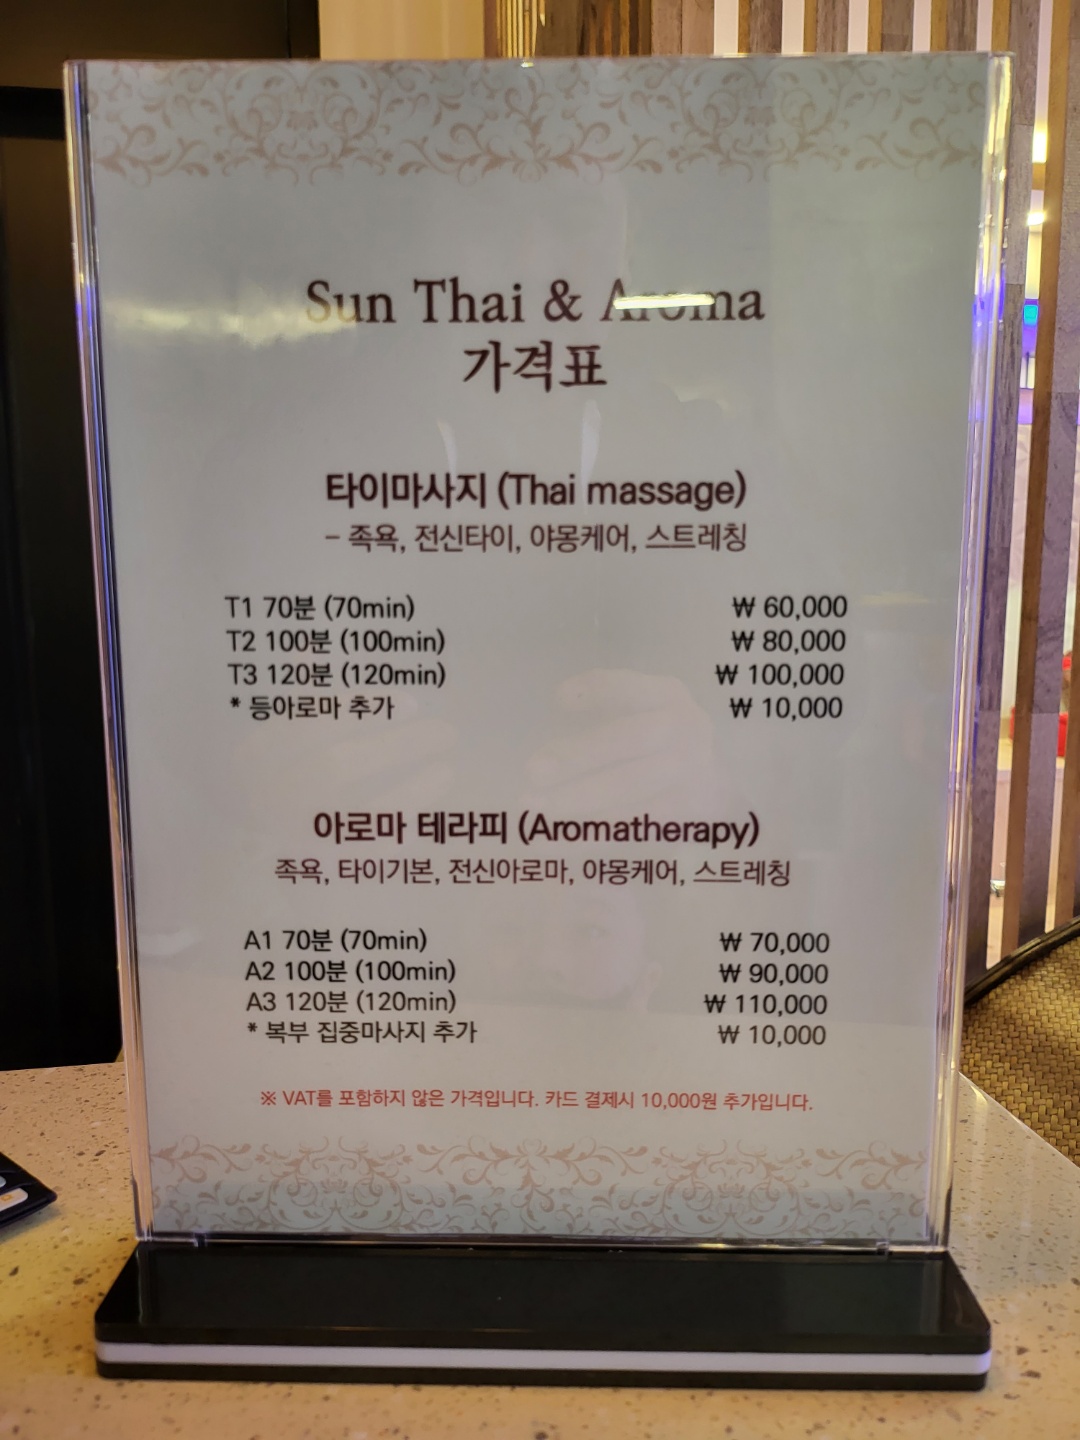 Sun Thai & Aroma
가격표
타이마사지 (Thai massage)
- 족욕, 전신타이, 야몽케어, 스트레칭
T1 70분 (70min) ₩ 60,000
T2 100분 (100min) ₩ 80,000
T3 120분 (120min) ₩ 100,000
* 등아로마 추가 ₩ 10,000
아로마 테라피 (Aromatherapy)
족욕, 타이기본, 전신아로마, 야몽케어, 스트레칭
A1 70분 (70min) ₩ 70,000
A2 100분 (100min) ₩ 90,000
A3 120분 (120min) ₩ 110,000
* 복부 집중마사지 추가 ₩ 10,000
※ VAT를 포함하지 않은 가격입니다. 카드 결제시 10,000원 추가입니다.